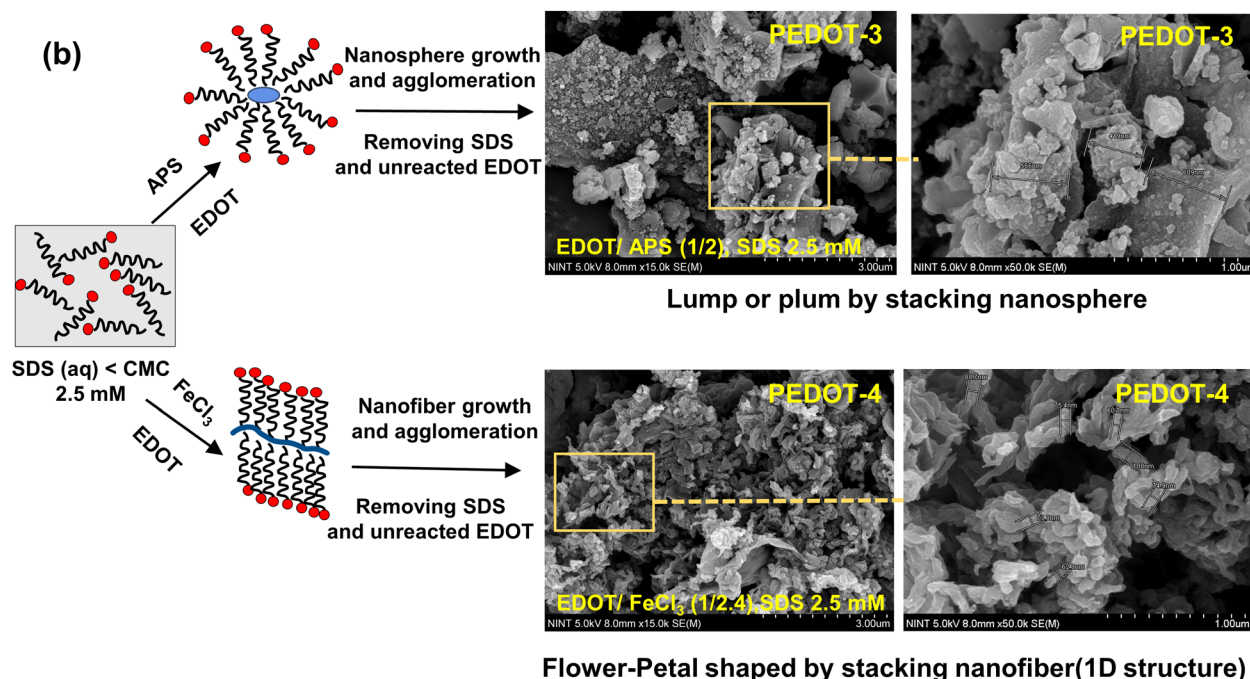 (b)
Nanosphere growth
and agglomeration
Removing SDS
and unreacted EDOT
APS
EDOT
SDS (aq) < CMC
2.5 mM
FeCl₃
EDOT
Nanofiber growth
and agglomeration
Removing SDS
and unreacted EDOT
PEDOT-3
EDOT/ APS (1/2), SDS 2.5 mM
NINT 5.0kV 8.0mm x15.0k SE(M)
3.00um
PEDOT-3
NINT 5.0kV 8.0mm x50.0k SE(M)
1.00um
Lump or plum by stacking nanosphere
PEDOT-4
EDOT/ FeCl₃ (1/2.4),SDS 2.5 mM
NINT 5.0kV 8.0mm x15.0k SE(M)
3.00um
PEDOT-4
NINT 5.0kV 8.0mm x50.0k SE(M)
1.00um
Flower-Petal shaped by stacking nanofiber(1D structure)